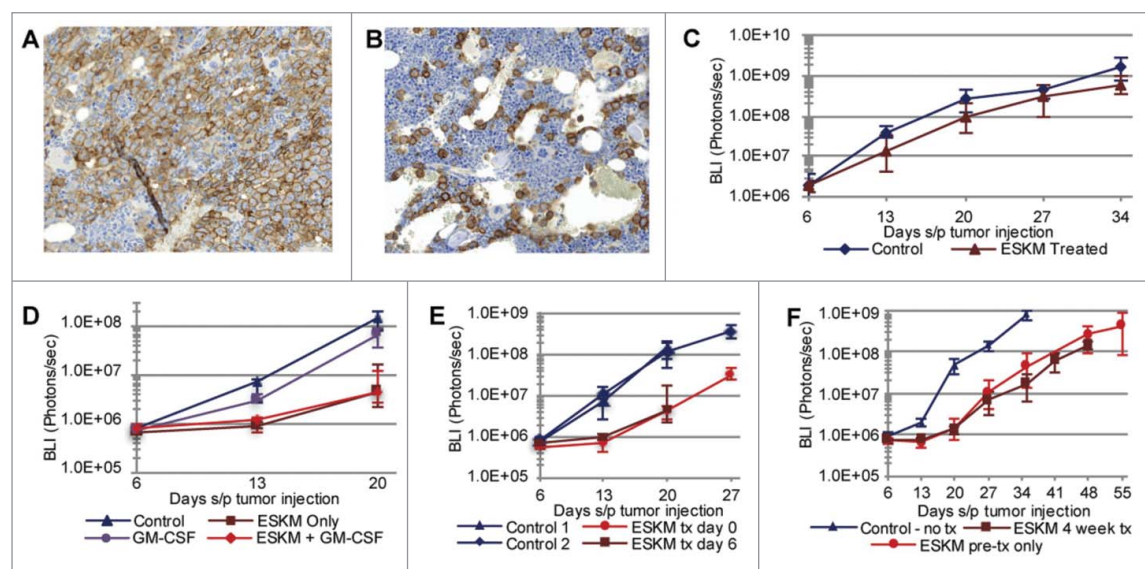 A
B
C
BLI (Photons/sec)
1.0E+10
1.0E+09
1.0E+08
1.0E+07
1.0E+06
6 13 20 27 34
Days s/p tumor injection
Control ESKM Treated
D
BLI (Photons/sec)
1.0E+08
1.0E+07
1.0E+06
1.0E+05
6 13 20
Days s/p tumor injection
Control ESKM Only
GM-CSF ESKM + GM-CSF
E
BLI (Photons/sec)
1.0E+09
1.0E+08
1.0E+07
1.0E+06
1.0E+05
6 13 20 27
Days s/p tumor injection
Control 1 ESKM tx day 0
Control 2 ESKM tx day 6
F
BLI (Photons/sec)
1.0E+09
1.0E+08
1.0E+07
1.0E+06
1.0E+05
6 13 20 27 34 41 48 55
Days s/p tumor injection
Control - no tx ESKM 4 week tx
ESKM pre-tx only